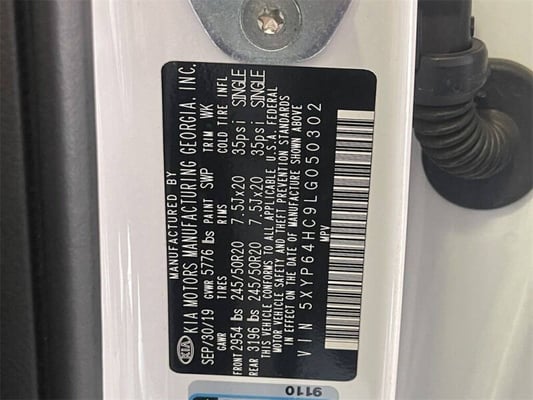 MANUFACTURED BY
KIA KIA MOTORS MANUFACTURING GEORGIA. INC.
SEP/30/19 GVWR 5776 lbs PAINT SWP TRIM WK
GAWR TIRES RIMS COLD TIRE INFL
FRONT 2954 lbs 245/50R20 7.5Jx20 35psi SINGLE
REAR 3196 lbs 245/50R20 7.5Jx20 35psi SINGLE
THIS VEHICLE CONFORMS TO ALL APPLICABLE U.S.A. FEDERAL
MOTOR VEHICLE SAFETY AND THEFT PREVENTION STANDARDS
IN EFFECT ON THE DATE OF MANUFACTURE SHOWN ABOVE
VIN 5XYP64HC9LG050302
MPV
9110